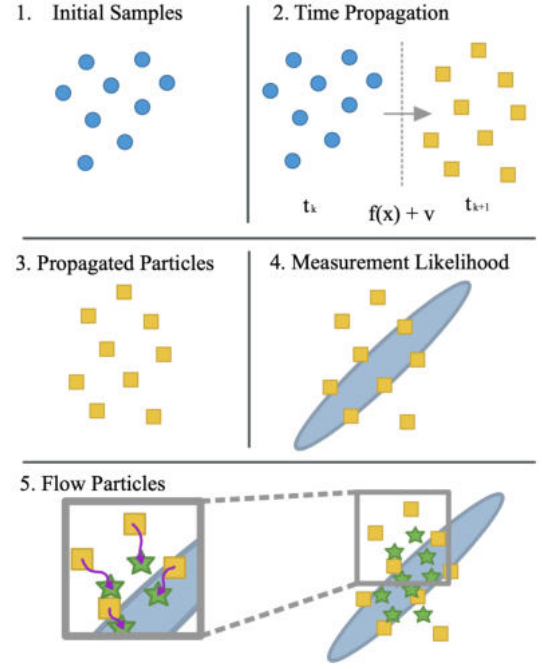 1. Initial Samples
2. Time Propagation
tk
f(x) + v
tk+1
3. Propagated Particles
4. Measurement Likelihood
5. Flow Particles